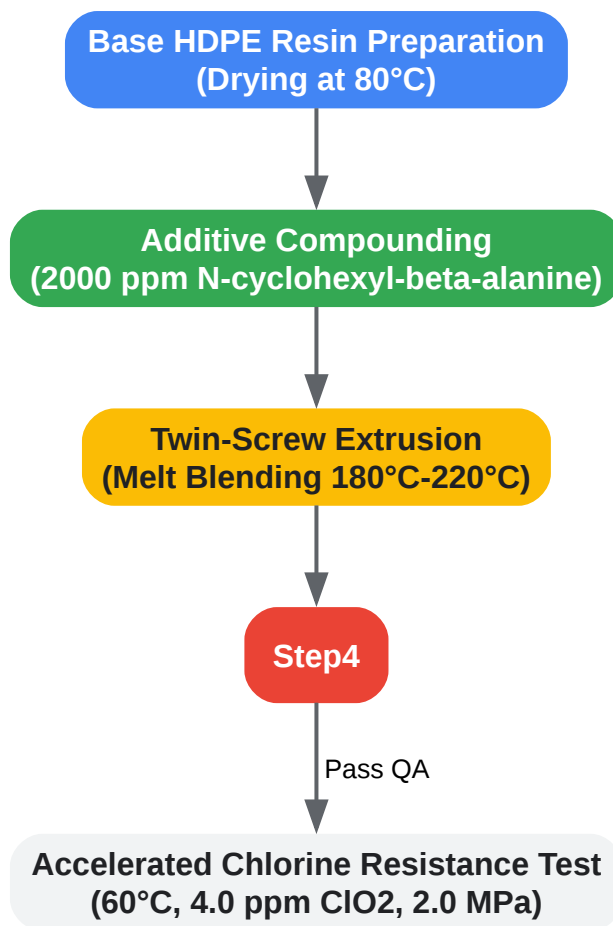 Base HDPE Resin Preparation
(Drying at 80°C)
Additive Compounding
(2000 ppm N-cyclohexyl-beta-alanine)
Twin-Screw Extrusion
(Melt Blending 180°C-220°C)
Step4
Pass QA
Accelerated Chlorine Resistance Test
(60°C, 4.0 ppm ClO2, 2.0 MPa)